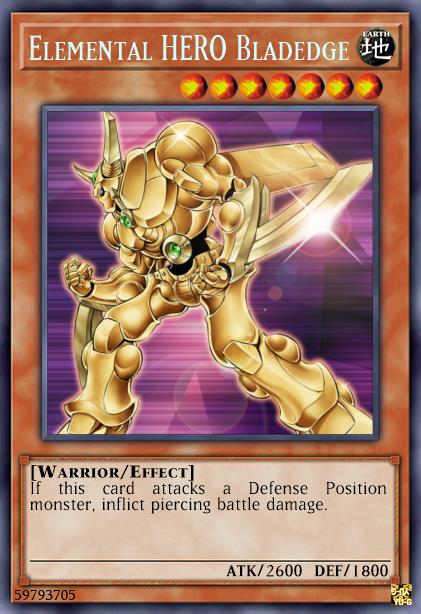 Elemental HERO Bladedge
EARTH
地
[Warrior/Effect]
If this card attacks a Defense Position
monster, inflict piercing battle damage.
ATK/2600 DEF/1800
59793705